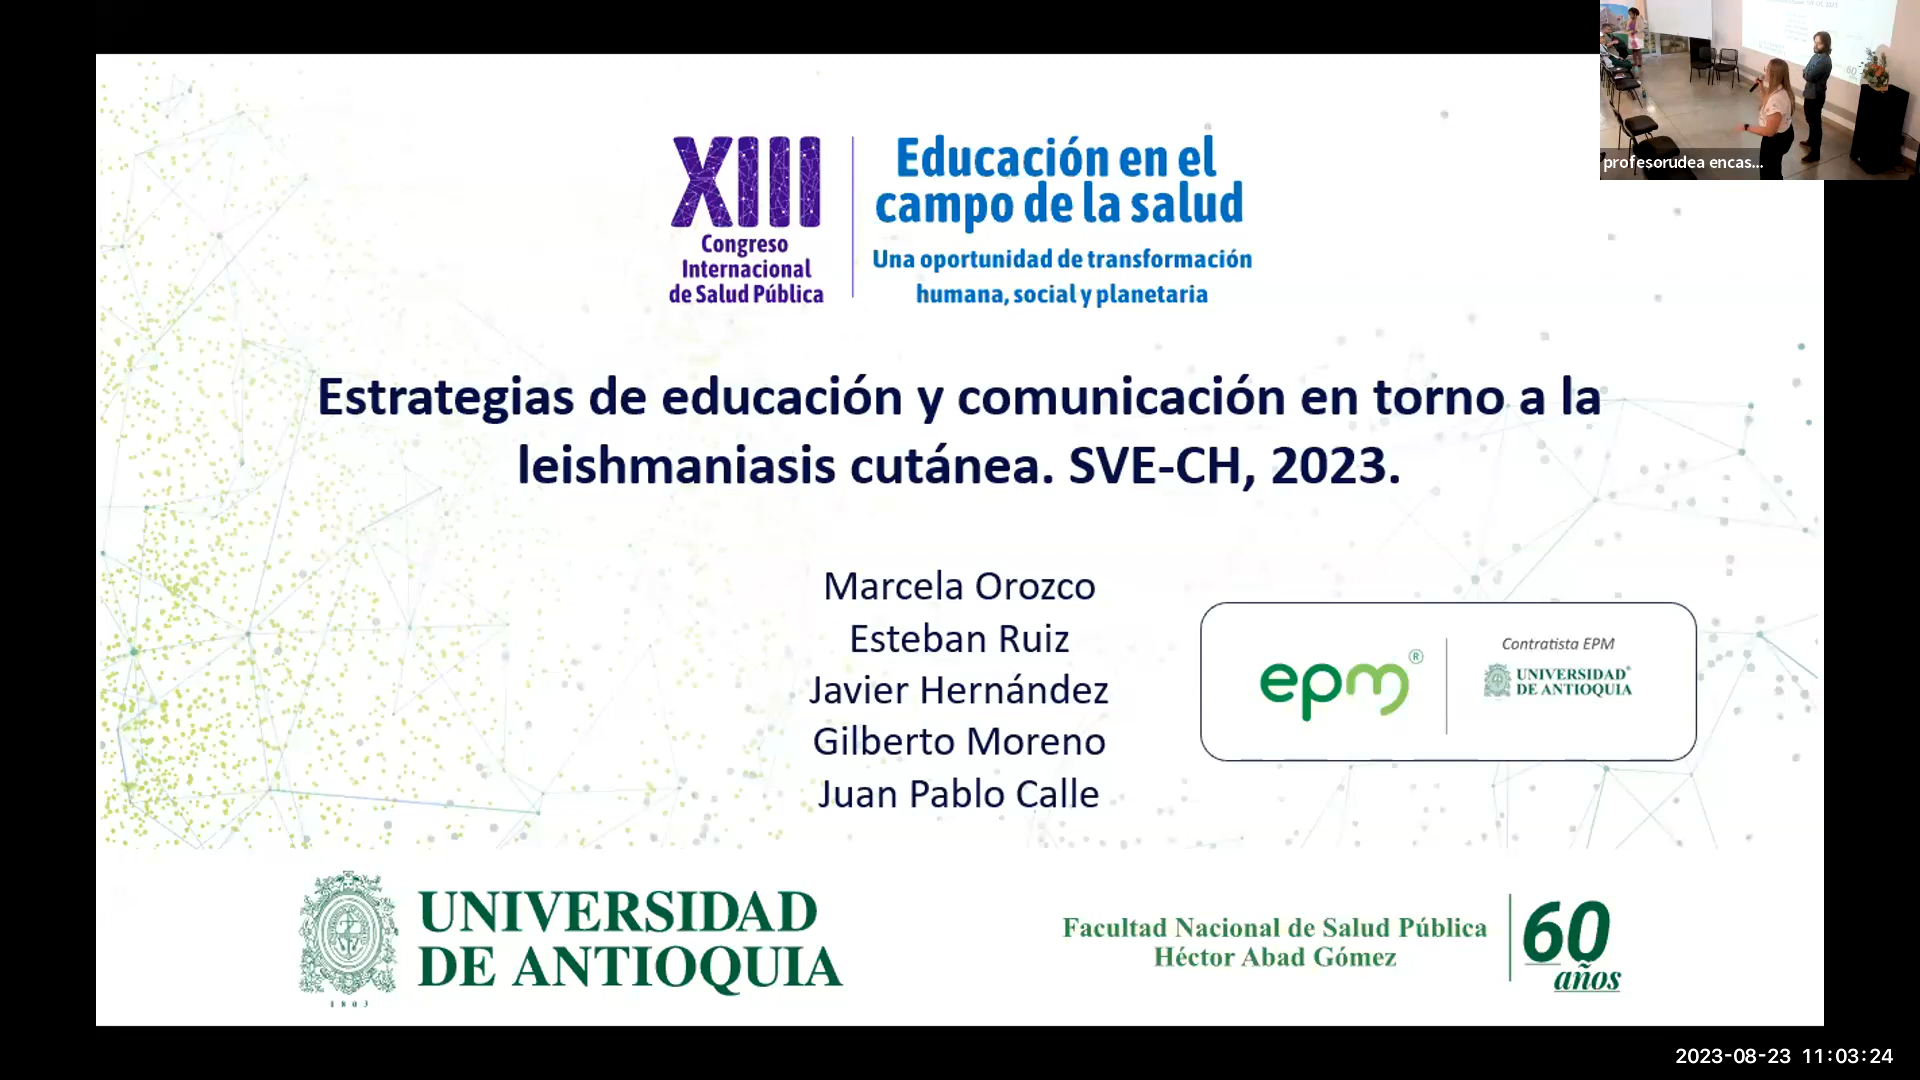 XIII
Congreso
Internacional
de Salud Pública
Educación en el
campo de la salud
Una oportunidad de transformación
humana, social y planetaria
profesorudea encas...
Estrategias de educación y comunicación en torno a la
leishmaniasis cutánea. SVE-CH, 2023.
Marcela Orozco
Esteban Ruiz
Javier Hernández
Gilberto Moreno
Juan Pablo Calle
epm®
Contratista EPM
UNIVERSIDAD
DE ANTIOQUIA
UNIVERSIDAD
DE ANTIOQUIA
1803
Facultad Nacional de Salud Pública
Héctor Abad Gómez
60
años
2023-08-23 11:03:24